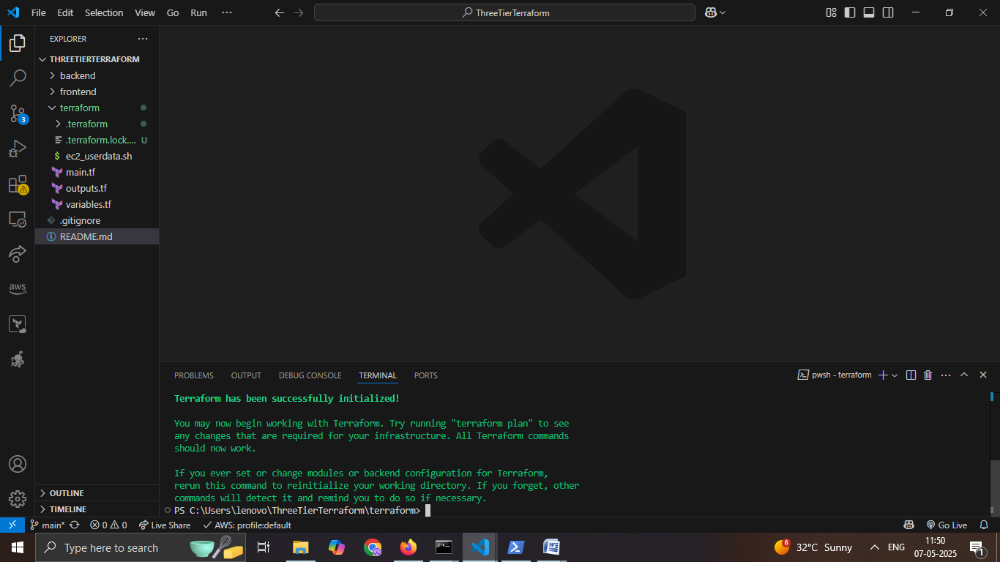 File Edit Selection View Go Run ···
ThreeTierTerraform
EXPLORER ···
THREETIERTERRAFORM
backend
frontend
terraform
.terraform
.terraform.lock.... U
3
$ ec2_userdata.sh
main.tf
outputs.tf
variables.tf
.gitignore
README.md
aws
PROBLEMS OUTPUT DEBUG CONSOLE TERMINAL PORTS
pwsh - terraform
Terraform has been successfully initialized!
You may now begin working with Terraform. Try running "terraform plan" to see
any changes that are required for your infrastructure. All Terraform commands
should now work.
If you ever set or change modules or backend configuration for Terraform,
rerun this command to reinitialize your working directory. If you forget, other
commands will detect it and remind you to do so if necessary.
PS C:\Users\lenovo\ThreeTierTerraform\terraform>
OUTLINE
TIMELINE
main* 0 0 Live Share AWS: profile:default Go Live
Type here to search
6 32°C Sunny ENG
11:50
07-05-2025
1